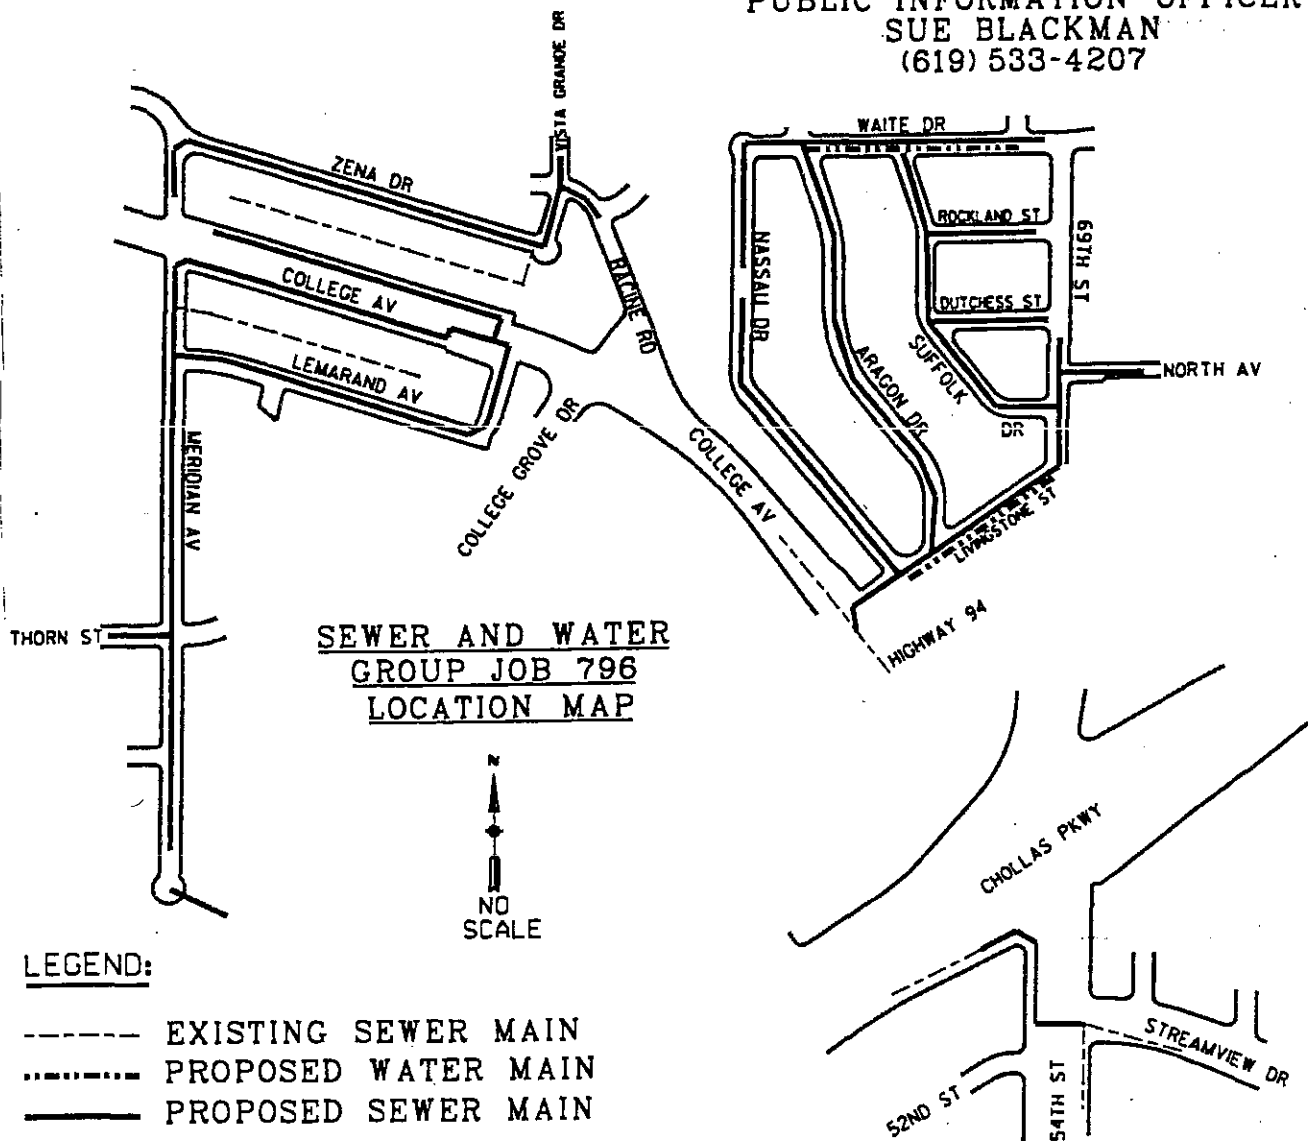 PUBLIC INFORMATION OFFICER
SUE BLACKMAN
(619) 533-4207
VISTA GRANDE DR
WAITE DR
ZENA DR
ROCKLAND ST
69TH ST
NASSAU DR
RACINE RD
COLLEGE AV
DUTCHESS ST
SUFFOLK
DR
ARAGON DR
NORTH AV
LEMARAND AV
MERIDIAN AV
COLLEGE GROVE DR
COLLEGE AV
LIVINGSTONE ST
HIGHWAY 94
THORN ST
SEWER AND WATER
GROUP JOB 796
LOCATION MAP
N
NO
SCALE
CHOLLAS PKWY
STREAMVIEW DR
54TH ST
52ND ST
LEGEND:
EXISTING SEWER MAIN
PROPOSED WATER MAIN
PROPOSED SEWER MAIN